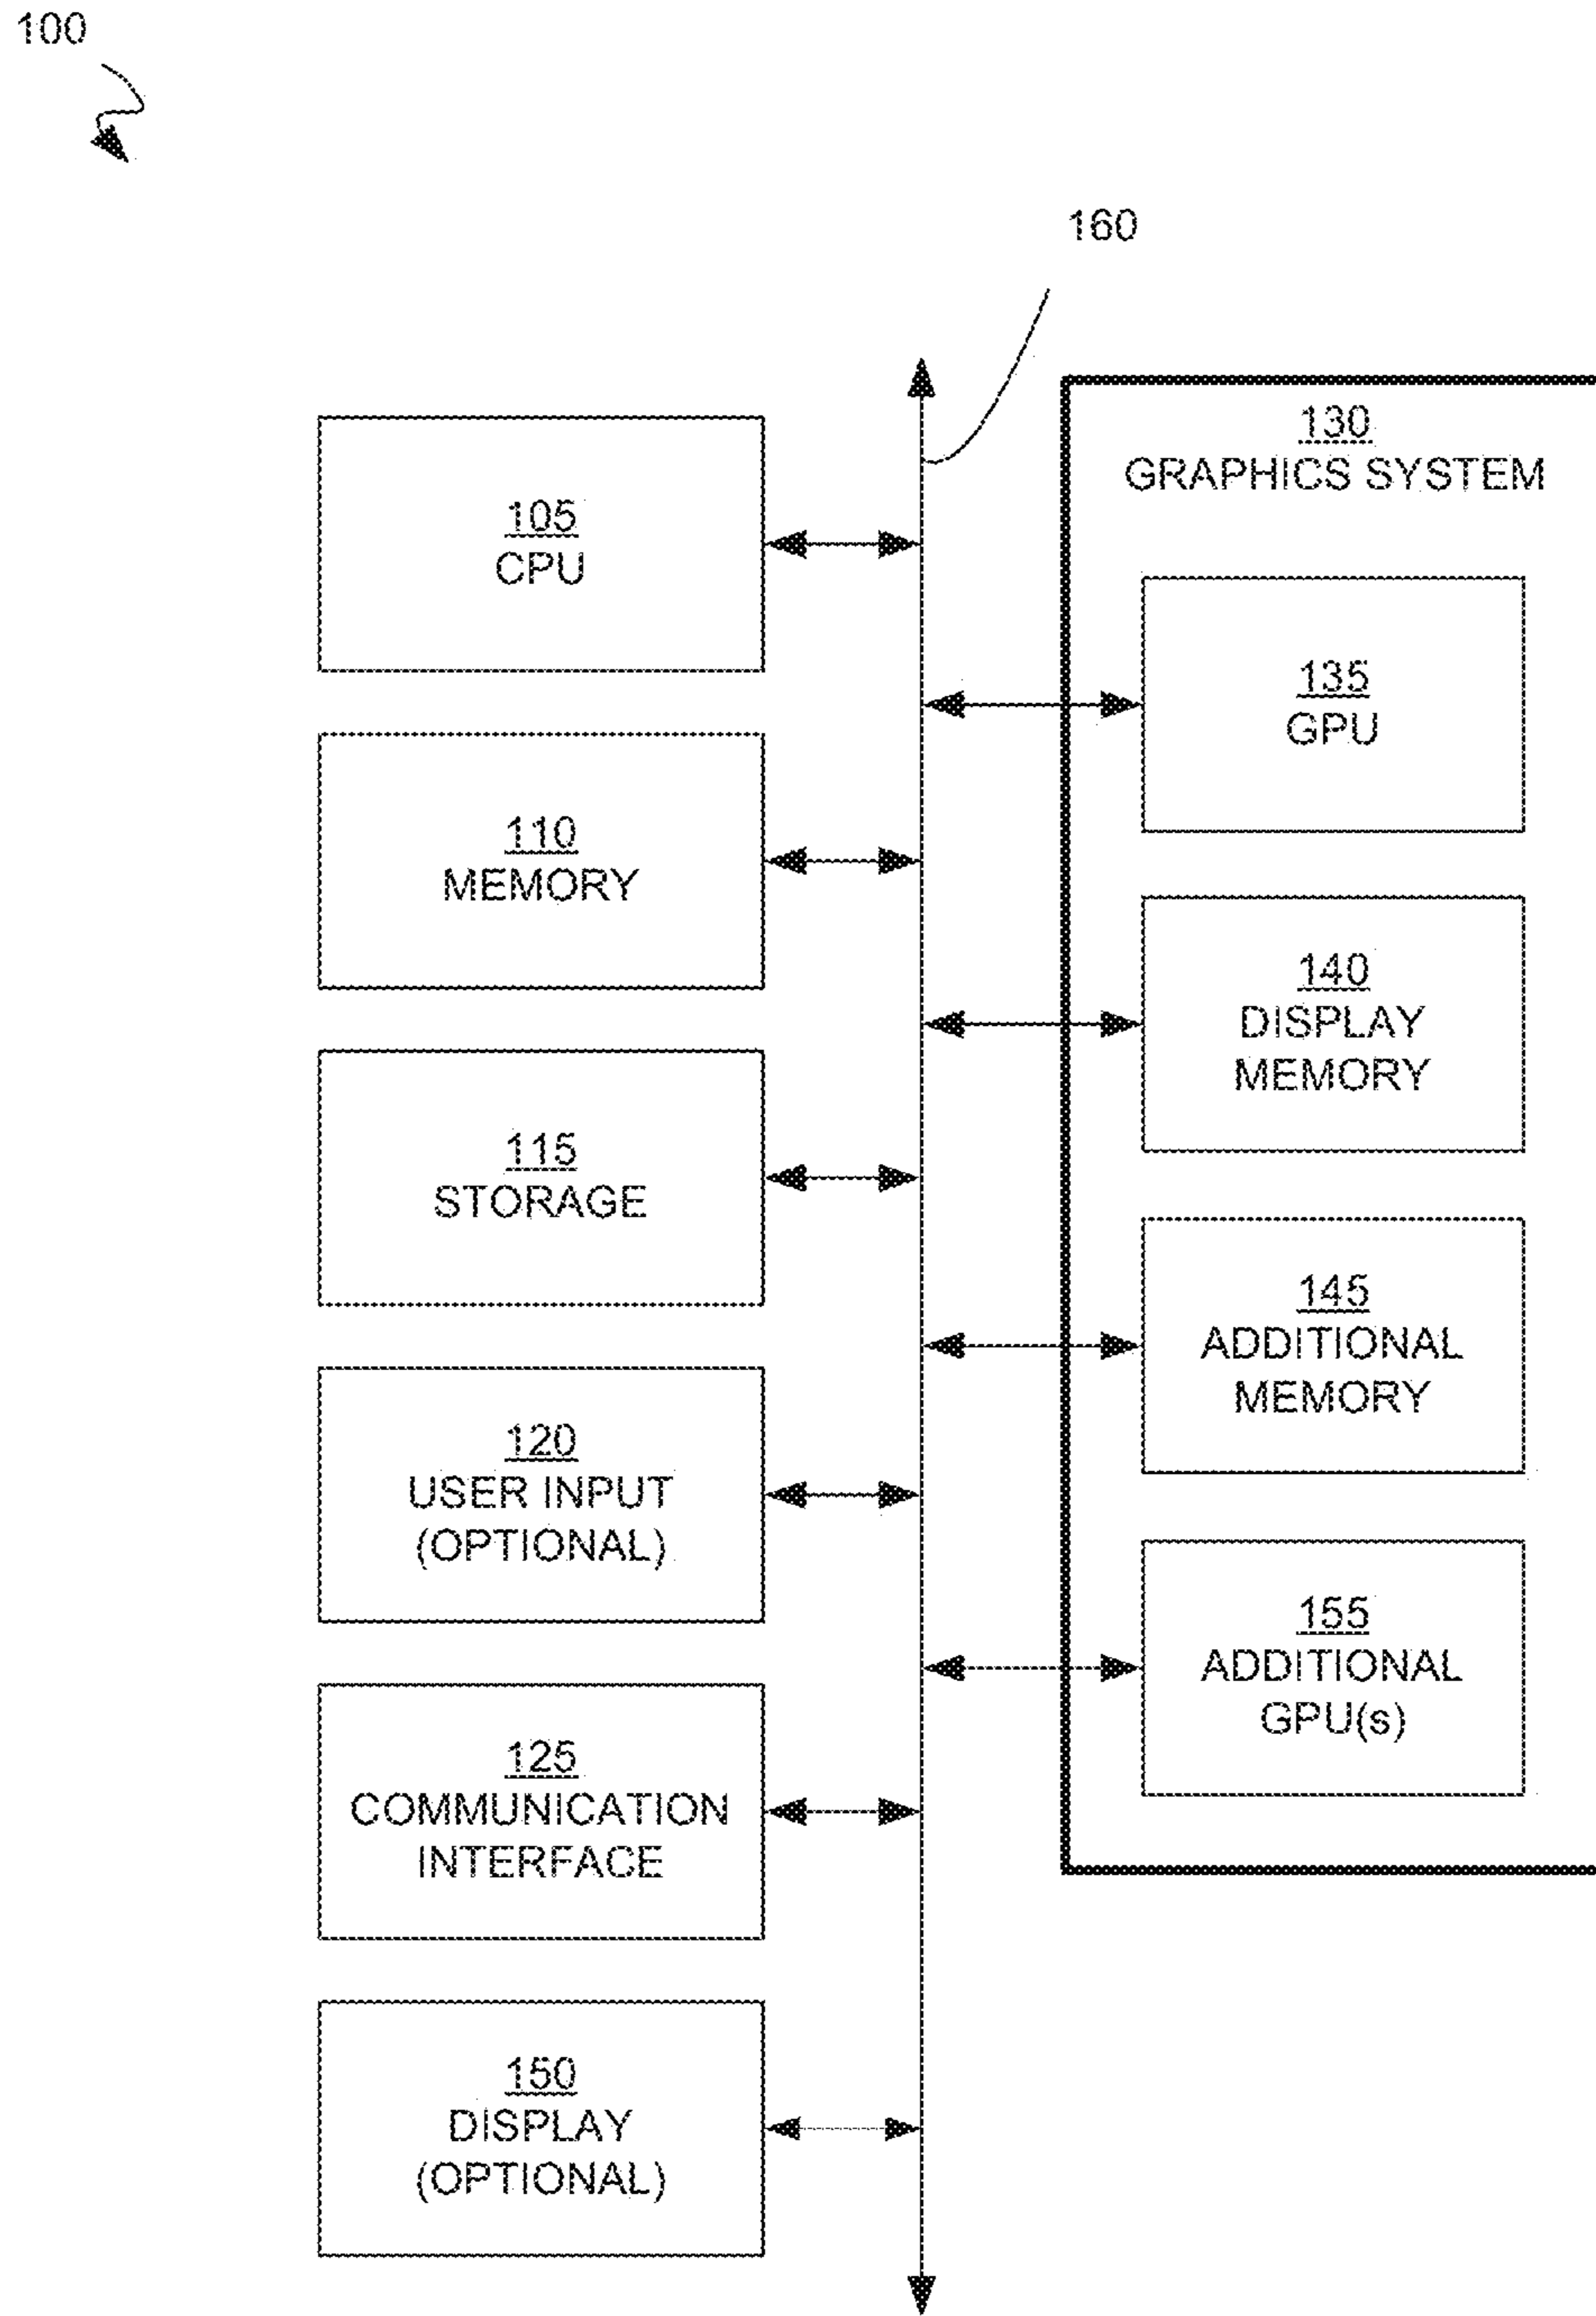 100
160
105
CPU
110
MEMORY
115
STORAGE
120
USER INPUT
(OPTIONAL)
125
COMMUNICATION
INTERFACE
150
DISPLAY
(OPTIONAL)
130
GRAPHICS SYSTEM
135
GPU
140
DISPLAY
MEMORY
145
ADDITIONAL
MEMORY
155
ADDITIONAL
GPU(s)